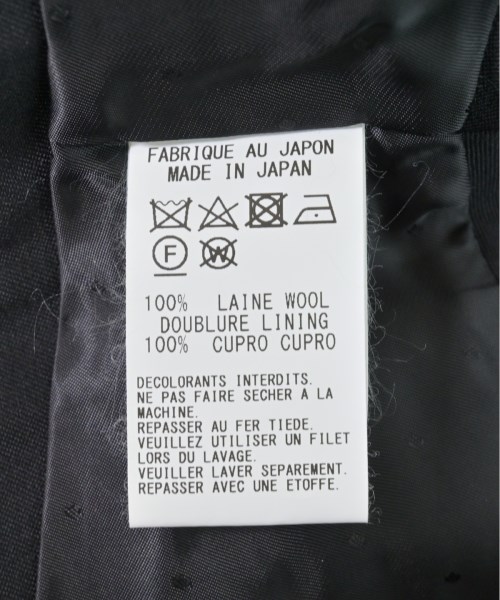 FABRIQUE AU JAPON
MADE IN JAPAN
F W
100% LAINE WOOL
DOUBLURE LINING
100% CUPRO CUPRO
DECOLORANTS INTERDITS.
NE PAS FAIRE SECHER A LA
MACHINE.
REPASSER AU FER TIEDE.
VEUILLEZ UTILISER UN FILET
LORS DU LAVAGE.
VEUILLER LAVER SEPAREMENT.
REPASSER AVEC UNE ETOFFE.